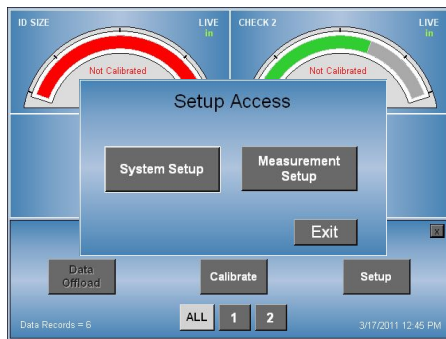 ID SIZE
LIVE
in
CHECK 2
LIVE
in
Not Calibrated
Not Calibrated
Setup Access
System Setup
Measurement
Setup
Exit
x
Data
Offload
Calibrate
Setup
ALL
1
2
Data Records = 6
3/17/2011 12:45 PM